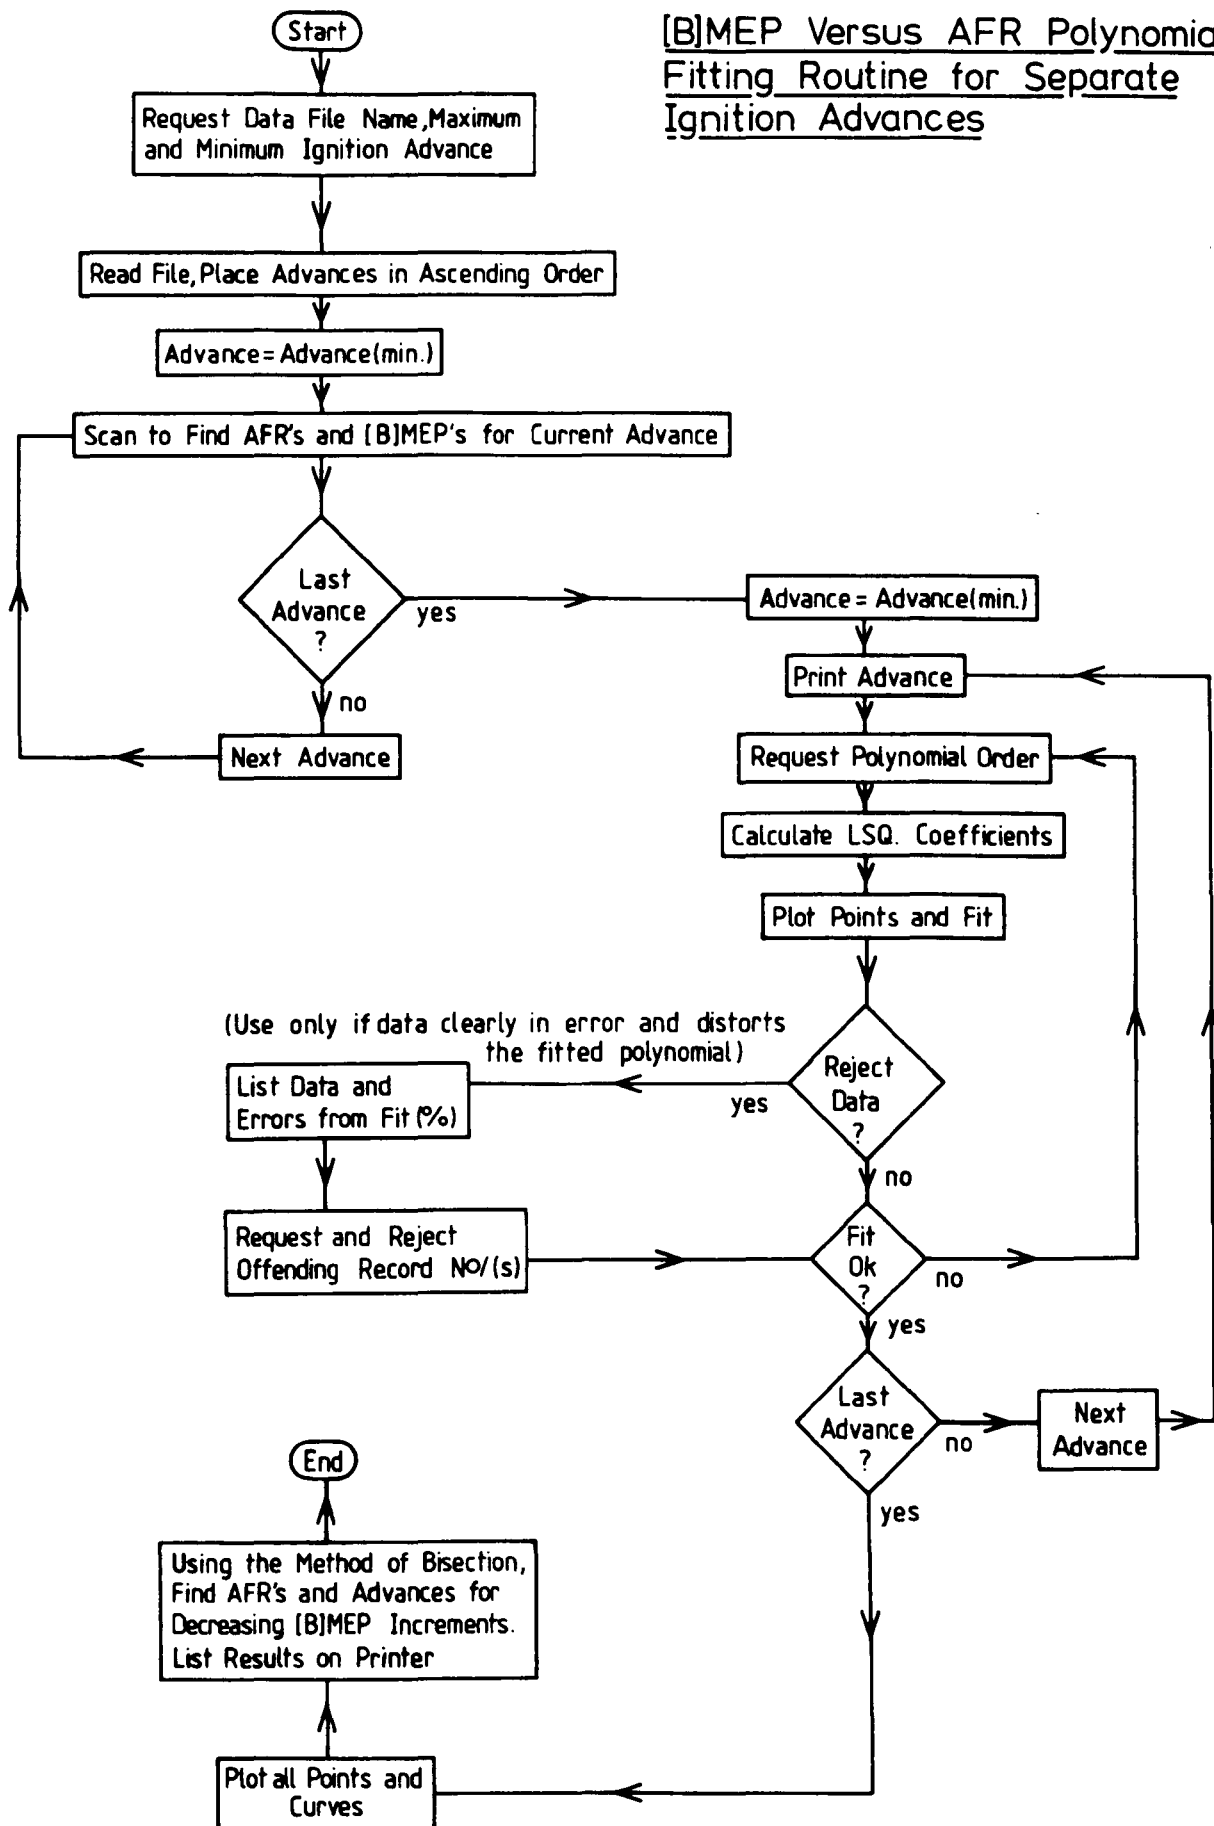 [B]MEP Versus AFR Polynomia
Fitting Routine for Separate
Ignition Advances
Start
Request Data File Name, Maximum
and Minimum Ignition Advance
Read File, Place Advances in Ascending Order
Advance = Advance(min.)
Scan to Find AFR's and [B]MEP's for Current Advance
Last
Advance
?
yes
no
Next Advance
Advance = Advance(min.)
Print Advance
Request Polynomial Order
Calculate LSQ. Coefficients
Plot Points and Fit
Reject
Data
?
yes
no
(Use only if data clearly in error and distorts
the fitted polynomial)
List Data and
Errors from Fit (%)
Request and Reject
Offending Record NO/(s)
Fit
Ok
?
no
yes
Last
Advance
?
no
yes
Next
Advance
Plot all Points and
Curves
Using the Method of Bisection,
Find AFR's and Advances for
Decreasing [B]MEP Increments.
List Results on Printer
End